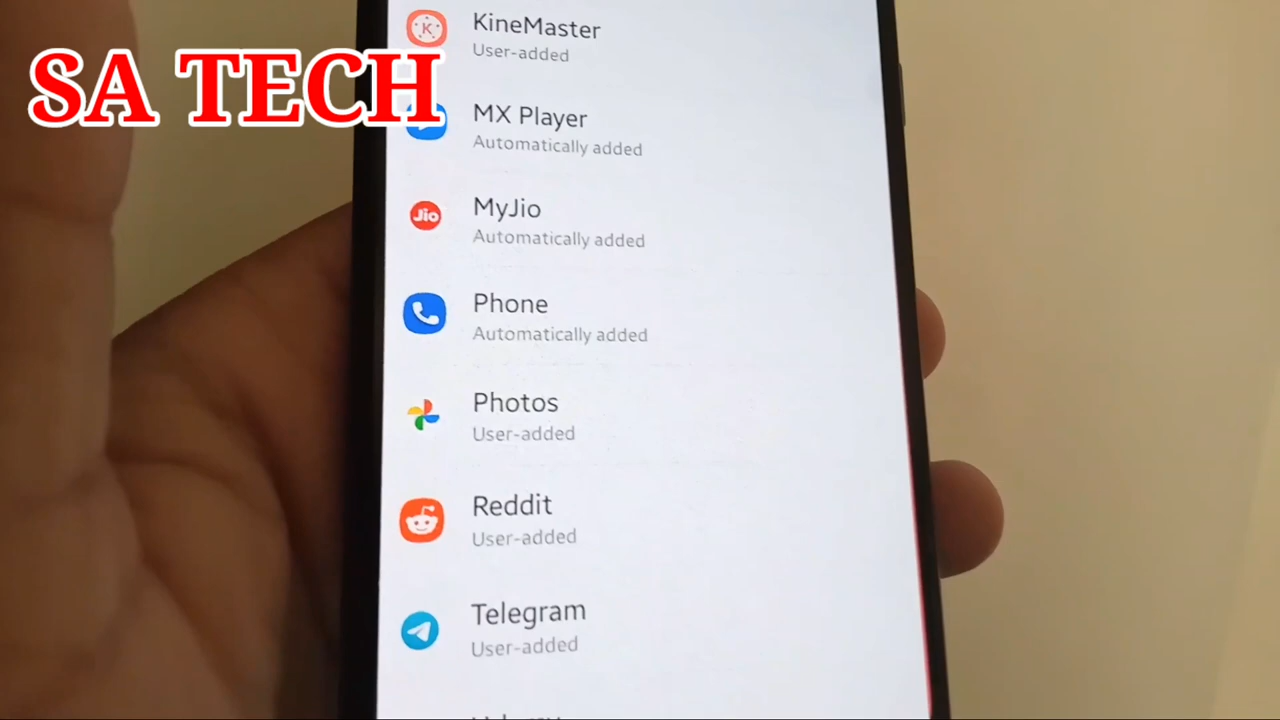 SA TECH
KineMaster
User-added
MX Player
Automatically added
MyJio
Jio
Automatically added
Phone
Automatically added
Photos
User-added
Reddit
User-added
Telegram
User-added